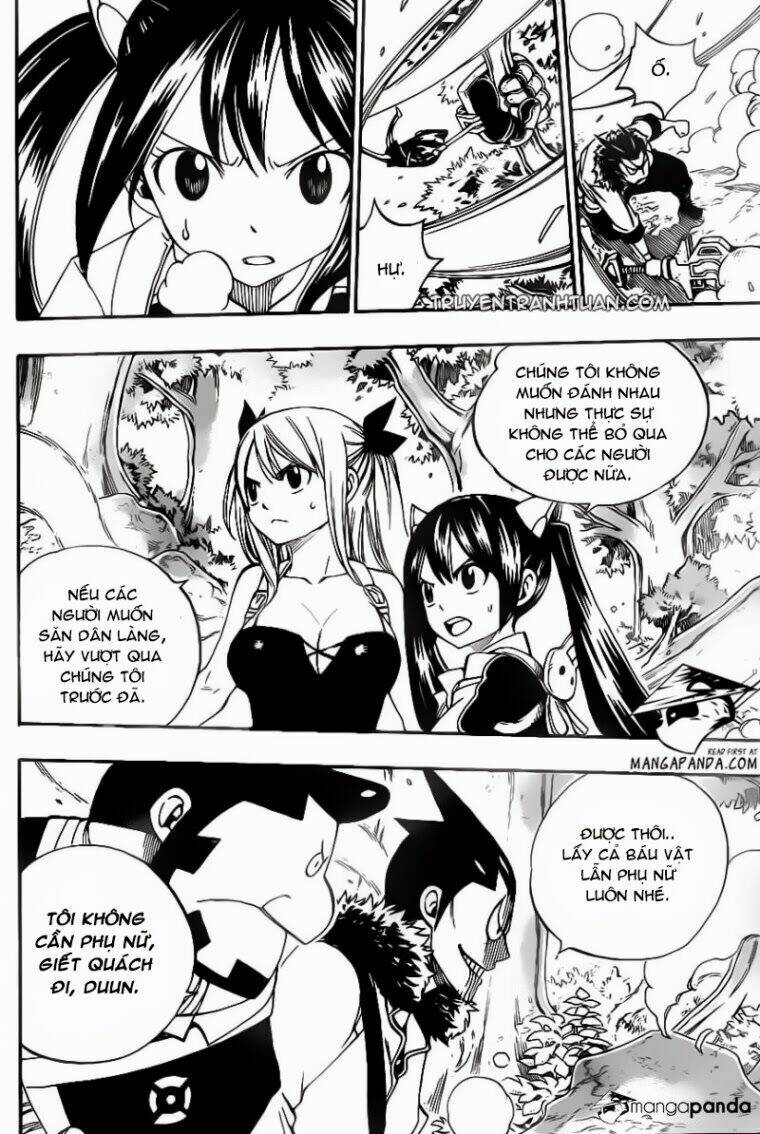 Ố.
HỰ.
TRUYENTRANHTUAN.COM
CHÚNG TÔI KHÔNG
MUỐN ĐÁNH NHAU
NHƯNG THỰC SỰ
KHÔNG THỂ BỎ QUA
CHO CÁC NGƯỜI
ĐƯỢC NỮA.
NẾU CÁC
NGƯỜI MUỐN
SĂN DÂN LÀNG,
HÃY VƯỢT QUA
CHÚNG TÔI
TRƯỚC ĐÃ.
READ FIRST AT
MANGAPANDA.COM
ĐƯỢC THÔI..
LẤY CẢ BÁU VẬT
LẪN PHỤ NỮ
LUÔN NHÉ.
TÔI KHÔNG
CẦN PHỤ NỮ,
GIẾT QUÁCH
ĐI, DUUN.
mangapanda